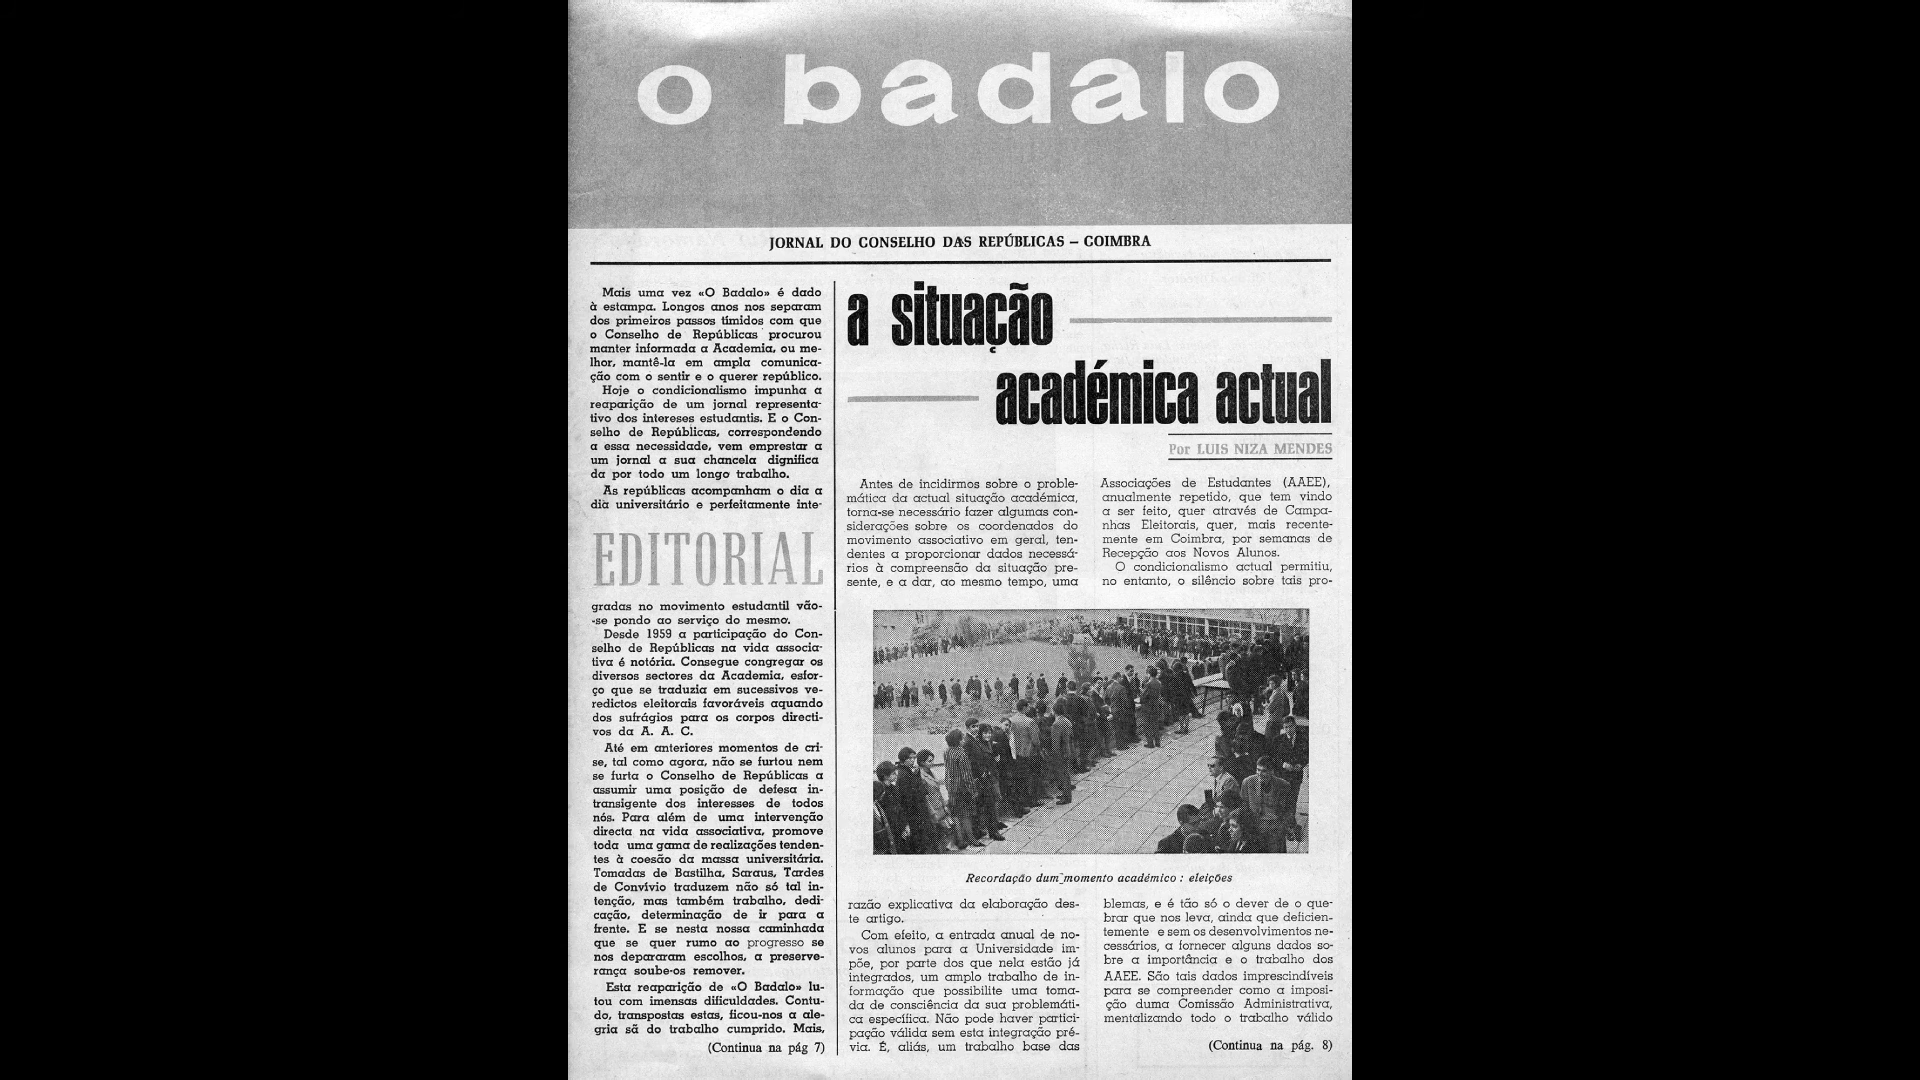 o badalo
JORNAL DO CONSELHO DAS REPÚBLICAS — COIMBRA
Mais uma vez «O Badalo» é dado
à estampa. Longos anos nos separam
dos primeiros passos tímidos com que
o Conselho de Repúblicas procurou
manter informada a Academia, ou me-
lhor, mantê-la em ampla comunica-
ção com o sentir e o querer repúblico.
Hoje o condicionalismo impunha a
reaparição de um jornal representa-
tivo dos intereses estudantis. E o Con-
selho de Repúblicas, correspondendo
a essa necessidade, vem emprestar a
um jornal a sua chancela dignifica
da por todo um longo trabalho.
As repúblicas acompanham o dia a
dia universitário e perfeitamente inte-
EDITORIAL
gradas no movimento estudantil vão-
-se pondo ao serviço do mesmo.
Desde 1959 a participação do Con-
selho de Repúblicas na vida associa-
tiva é notória. Consegue congregar os
diversos sectores da Academia, esfor-
ço que se traduzia em sucessivos ve-
redictos eleitorais favoráveis aquando
dos sufrágios para os corpos directi-
vos da A. A. C.
Até em anteriores momentos de cri-
se, tal como agora, não se furtou nem
se furta o Conselho de Repúblicas a
assumir uma posição de defesa in-
transigente dos interesses de todos
nós. Para além de uma intervenção
directa na vida associativa, promove
toda uma gama de realizações tenden-
tes à coesão da massa universitária.
Tomadas de Bastilha, Saraus, Tardes
de Convívio traduzem não só tal in-
tenção, mas também trabalho, dedi-
cação, determinação de ir para a
frente. E se nesta nossa caminhada
que se quer rumo ao progresso se
nos depararam escolhos, a preserve-
rança soube-os remover.
Esta reaparição de «O Badalo» lu-
tou com imensas dificuldades. Contu-
do, transpostas estas, ficou-nos a ale-
gria sã do trabalho cumprido. Mais,
(Continua na pág 7)
a situação
académica actual
Por LUIS NIZA MENDES
Antes de incidirmos sobre o proble-
mática da actual situação académica,
torna-se necessário fazer algumas con-
siderações sobre os coordenados do
movimento associativo em geral, ten-
dentes a proporcionar dados necessá-
rios à compreensão da situação pre-
sente, e a dar, ao mesmo tempo, uma
razão explicativa da elaboração des-
te artigo.
Com efeito, a entrada anual de no-
vos alunos para a Universidade im-
põe, por parte dos que nela estão já
integrados, um amplo trabalho de in-
formação que possibilite uma toma-
da de consciência da sua problemáti-
ca específica. Não pode haver partici-
pação válida sem esta integração pré-
via. É, aliás, um trabalho base das
Associações de Estudantes (AAEE),
anualmente repetido, que tem vindo
a ser feito, quer através de Campa-
nhas Eleitorais, quer, mais recente-
mente em Coimbra, por semanas de
Recepção aos Novos Alunos.
O condicionalismo actual permitiu,
no entanto, o silêncio sobre tais pro-
Recordação dum momento académico : eleições
blemas, e é tão só o dever de o que-
brar que nos leva, ainda que deficien-
temente e sem os desenvolvimentos ne-
cessários, a fornecer alguns dados so-
bre a importância e o trabalho dos
AAEE. São tais dados imprescindíveis
para se compreender como a imposi-
ção duma Comissão Administrativa,
mentalizando todo o trabalho válido
(Continua na pág. 8)